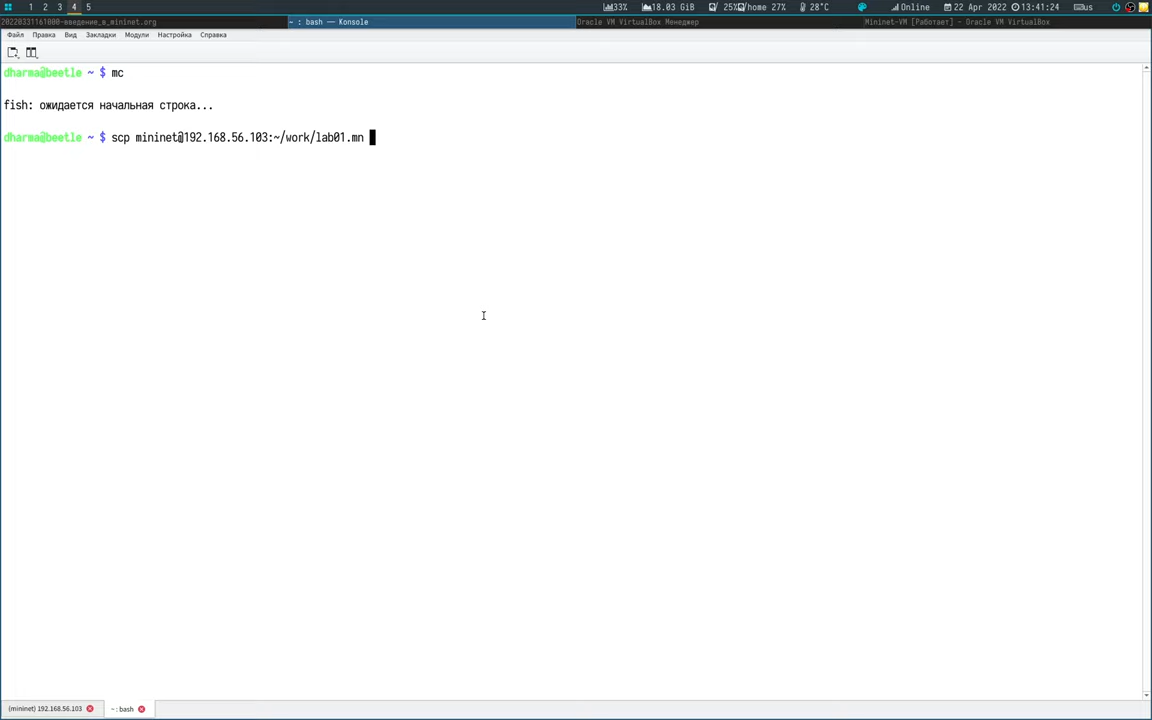 1 2 3 4 5 33% 18.03 GiB 25% /home 27% 28°C Online 22 Apr 2022 13:41:24 us
20220331161000-введение_в_mininet.org ~ : bash — Konsole Oracle VM VirtualBox Менеджер Mininet-VM [Работает] - Oracle VM VirtualBox
Файл Правка Вид Закладки Модули Настройка Справка
dharma@beetle ~ $ mc
fish: ожидается начальная строка...
dharma@beetle ~ $ scp mininet@192.168.56.103:~/work/lab01.mn
(mininet) 192.168.56.103 ~ : bash